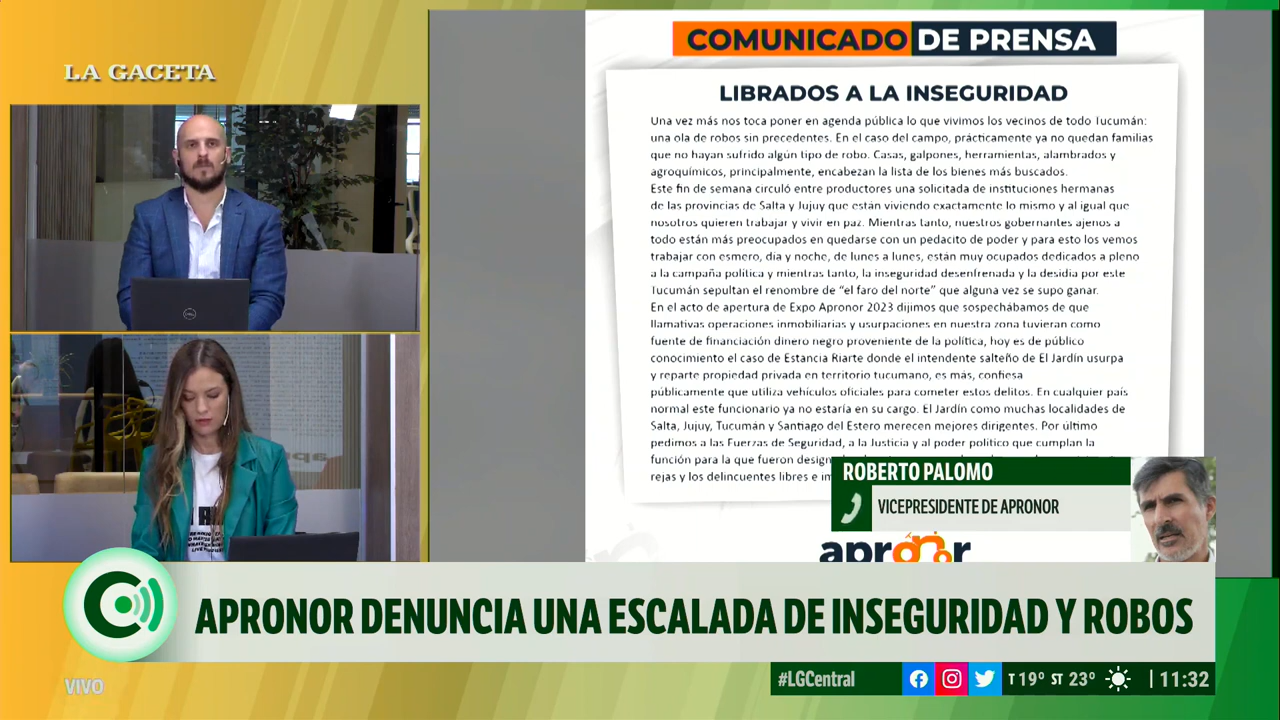 LA GACETA
COMUNICADO DE PRENSA
LIBRADOS A LA INSEGURIDAD
Una vez más nos toca poner en agenda pública lo que vivimos los vecinos de todo Tucumán:
una ola de robos sin precedentes. En el caso del campo, prácticamente ya no quedan familias
que no hayan sufrido algún tipo de robo. Casas, galpones, herramientas, alambrados y
agroquímicos, principalmente, encabezan la lista de los bienes más buscados.
Este fin de semana circuló entre productores una solicitada de instituciones hermanas
de las provincias de Salta y Jujuy que están viviendo exactamente lo mismo y al igual que
nosotros quieren trabajar y vivir en paz. Mientras tanto, nuestros gobernantes ajenos a
todo están más preocupados en quedarse con un pedacito de poder y para esto los vemos
trabajar con esmero, día y noche, de lunes a lunes, están muy ocupados dedicados a pleno
a la campaña política y mientras tanto, la inseguridad desenfrenada y la desidia por este
Tucumán sepultan el renombre de "el faro del norte" que alguna vez se supo ganar.
En el acto de apertura de Expo Apronor 2023 dijimos que sospechábamos de que
llamativas operaciones inmobiliarias y usurpaciones en nuestra zona tuvieran como
fuente de financiación dinero negro proveniente de la política, hoy es de público
conocimiento el caso de Estancia Riarte donde el intendente salteño de El Jardín usurpa
y reparte propiedad privada en territorio tucumano, es más, confiesa
públicamente que utiliza vehículos oficiales para cometer estos delitos. En cualquier país
normal este funcionario ya no estaría en su cargo. El Jardín como muchas localidades de
Salta, Jujuy, Tucumán y Santiago del Estero merecen mejores dirigentes. Por último
pedimos a las Fuerzas de Seguridad, a la Justicia y al poder político que cumplan la
función para la que fueron
rejas y los delincuentes libres e
ROBERTO PALOMO
VICEPRESIDENTE DE APRONOR
apronor
APRONOR DENUNCIA UNA ESCALADA DE INSEGURIDAD Y ROBOS
VIVO
#LGCentral
T 19° ST 23° | 11:32